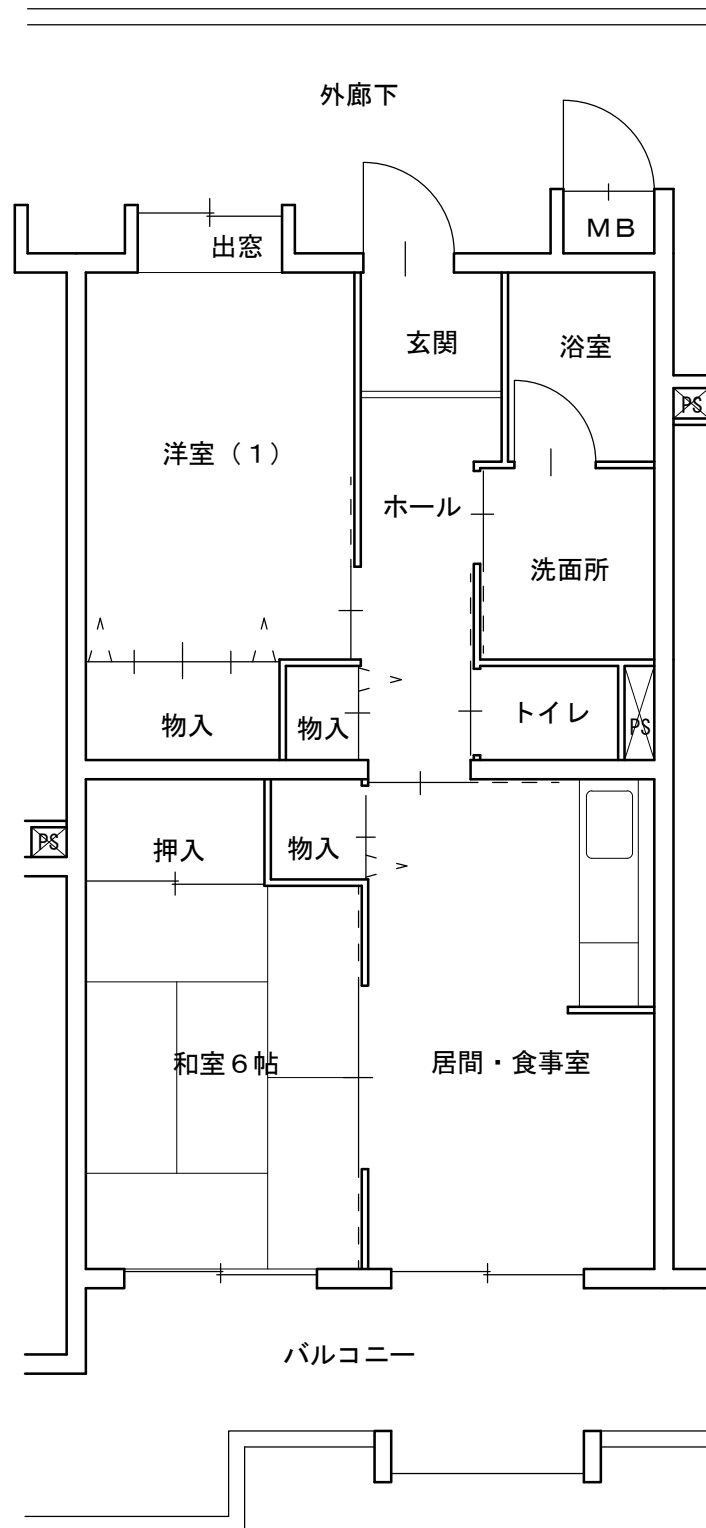 外廊下
MB
出窓
玄関
浴室
PS
洋室（1）
ホール
洗面所
物入
物入
トイレ
PS
押入
物入
PS
和室6帖
居間・食事室
バルコニー